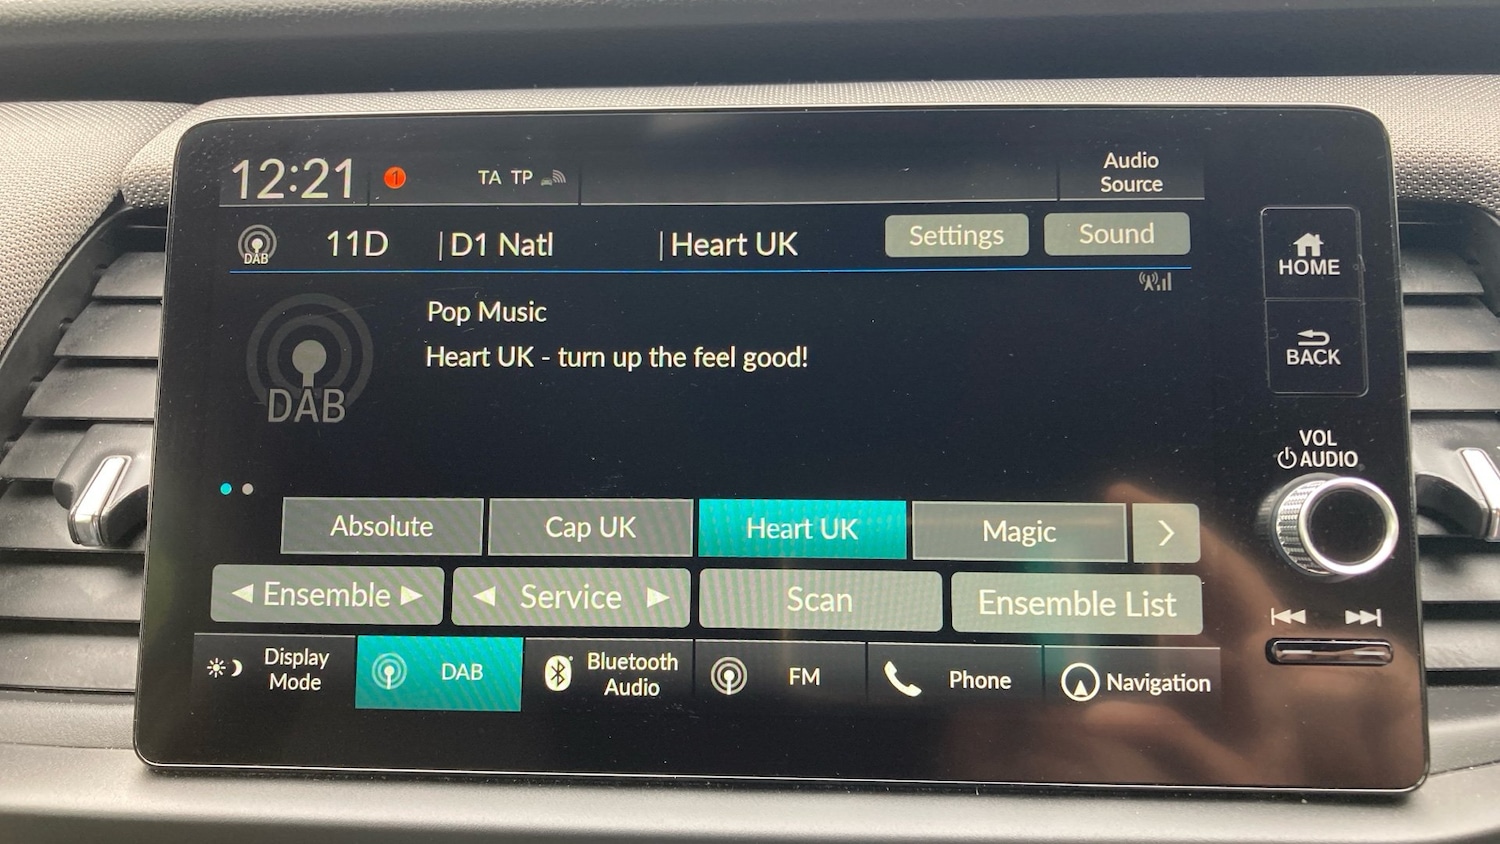 12:21
1
TA TP
Audio
Source
DAB
11D
D1 Natl
Heart UK
Settings
Sound
HOME
BACK
Pop Music
Heart UK - turn up the feel good!
DAB
VOL
AUDIO
Absolute
Cap UK
Heart UK
Magic
Ensemble
Service
Scan
Ensemble List
Display
Mode
DAB
Bluetooth
Audio
FM
Phone
Navigation